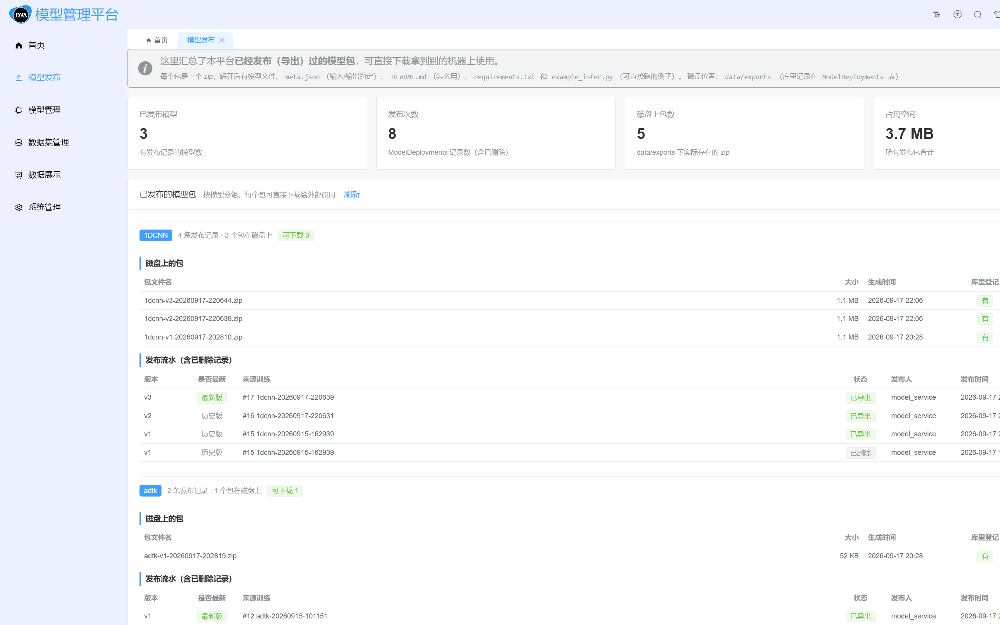 DVA 模型管理平台
首页
模型发布
模型管理
数据集管理
数据展示
系统管理
首页 模型发布
这里汇总了本平台已经发布（导出）过的模型包，可直接下载拿到别的机器上使用。
每个包是一个 zip，解开后有模型文件、 meta.json （输入/输出约定）、 README.md （怎么用）、 requirements.txt 和 example_infer.py （可直接跑的例子）。 磁盘位置： data/exports （库里记录在 ModelDeployments 表）
已发布模型
3
有发布记录的模型数
发布次数
8
ModelDeployments 记录数（含已删除）
磁盘上包数
5
data/exports 下实际存在的 zip
占用空间
3.7 MB
所有发布包合计
已发布的模型包 按模型分组，每个包可直接下载给外部使用 刷新
1DCNN 4 条发布记录 · 3 个包在磁盘上 可下载 3
磁盘上的包
包文件名 大小 生成时间 库里登记
1dcnn-v3-20260917-220644.zip 1.1 MB 2026-09-17 22:06 有
1dcnn-v2-20260917-220639.zip 1.1 MB 2026-09-17 22:06 有
1dcnn-v1-20260917-202810.zip 1.1 MB 2026-09-17 20:28 有
发布流水（含已删除记录）
版本 是否最新 来源训练 状态 发布人 发布时间
v3 最新版 #17 1dcnn-20260917-220639 已导出 model_service 2026-09-17 2
v2 历史版 #16 1dcnn-20260917-220631 已导出 model_service 2026-09-17 2
v1 历史版 #15 1dcnn-20260915-162939 已导出 model_service 2026-09-17 2
v1 历史版 #15 1dcnn-20260915-162939 已删除 model_service 2026-09-17 1
adtk 2 条发布记录 · 1 个包在磁盘上 可下载 1
磁盘上的包
包文件名 大小 生成时间 库里登记
adtk-v1-20260917-202819.zip 52 KB 2026-09-17 20:28 有
发布流水（含已删除记录）
版本 是否最新 来源训练 状态 发布人 发布时间
v1 最新版 #12 adtk-20260915-101151 已导出 model_service 2026-09-17 2